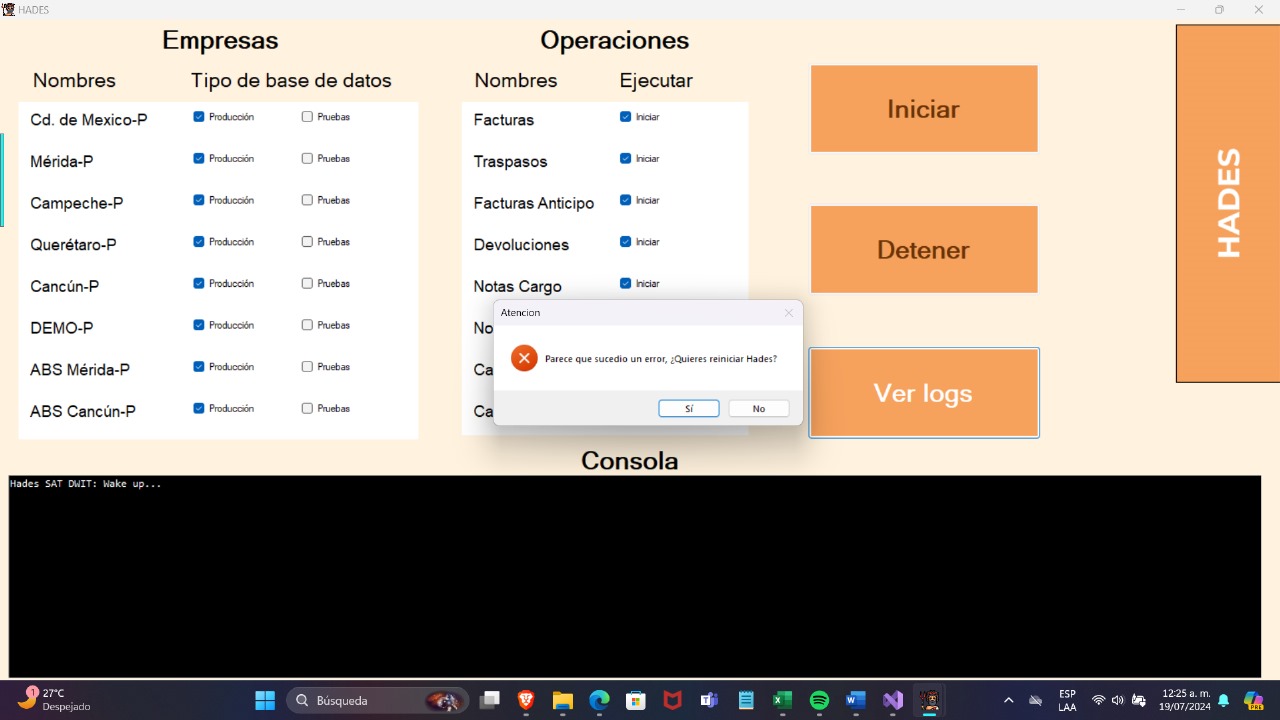 HADES
Empresas
Operaciones
Nombres Tipo de base de datos
Nombres Ejecutar
Cd. de Mexico-P Producción Pruebas
Mérida-P Producción Pruebas
Campeche-P Producción Pruebas
Querétaro-P Producción Pruebas
Cancún-P Producción Pruebas
DEMO-P Producción Pruebas
ABS Mérida-P Producción Pruebas
ABS Cancún-P Producción Pruebas
Facturas Iniciar
Traspasos Iniciar
Facturas Anticipo Iniciar
Devoluciones Iniciar
Notas Cargo Iniciar
No
Ca
Ca
Iniciar
Detener
Ver logs
HADES
Atencion
Parece que sucedio un error, ¿Quieres reiniciar Hades?
Sí No
Consola
Hades SAT DWIT: Wake up...
1
27°C
Despejado
Búsqueda
ESP
LAA
12:25 a. m.
19/07/2024
PRE